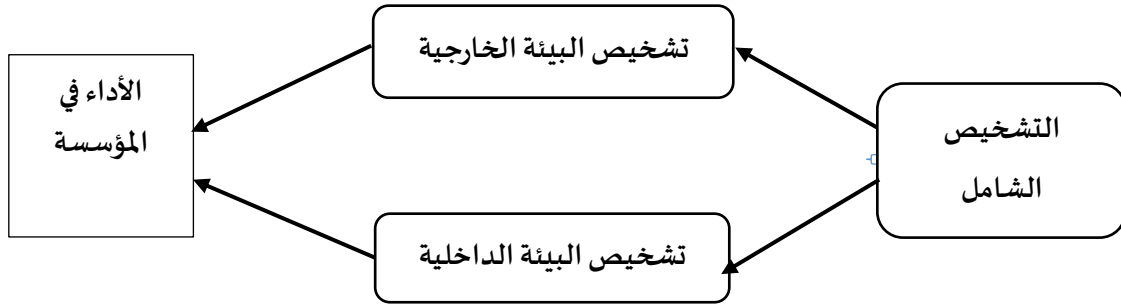 تشخيص البيئة الخارجية
الأداء في
المؤسسة
التشخيص
الشامل
تشخيص البيئة الداخلية